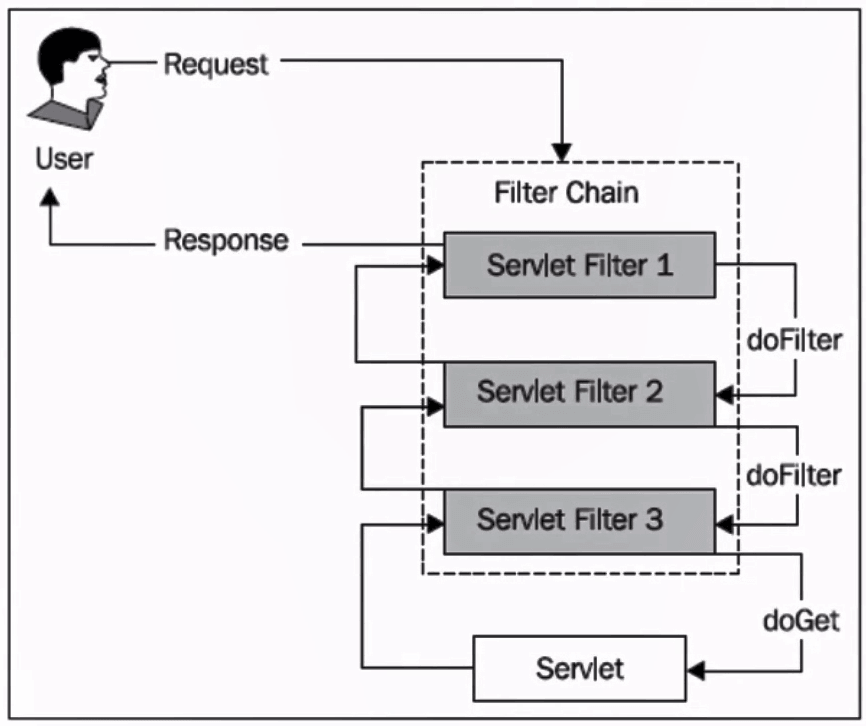 Request
User
Filter Chain
Response
Servlet Filter 1
doFilter
Servlet Filter 2
doFilter
Servlet Filter 3
doGet
Servlet